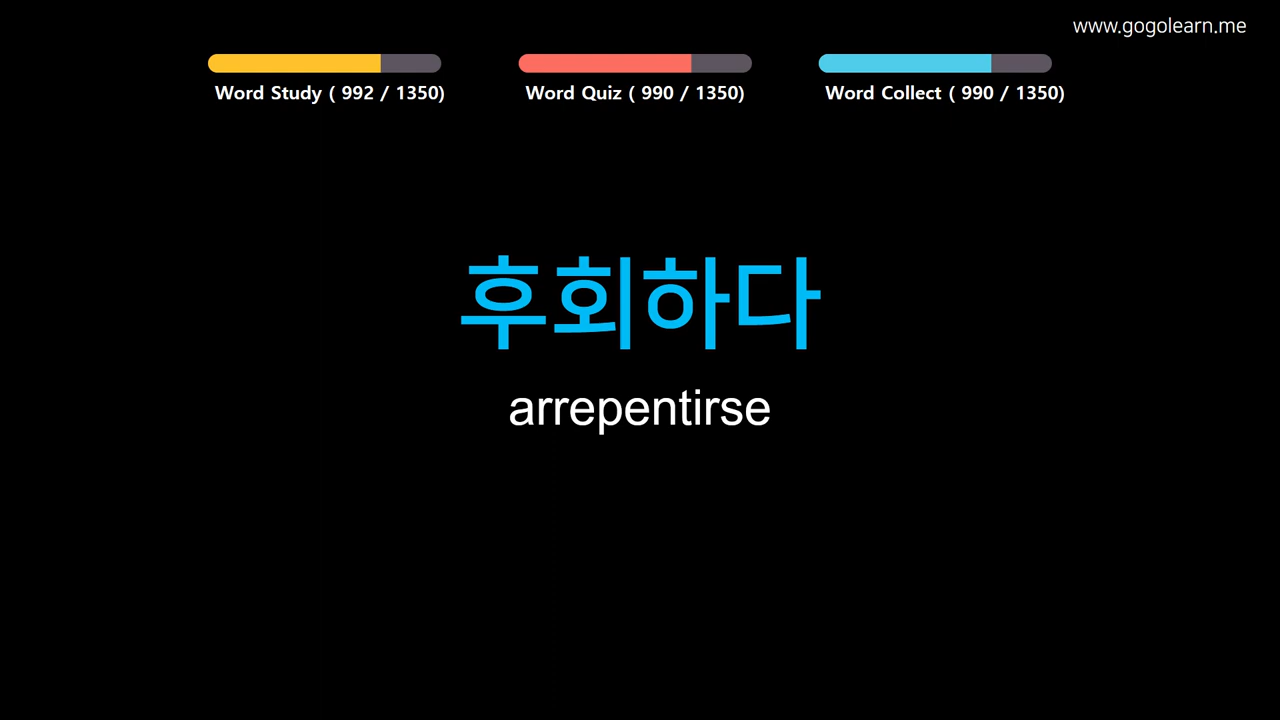 www.gogolearn.me
Word Study ( 992 / 1350)
Word Quiz ( 990 / 1350)
Word Collect ( 990 / 1350)
후회하다
arrepentirse